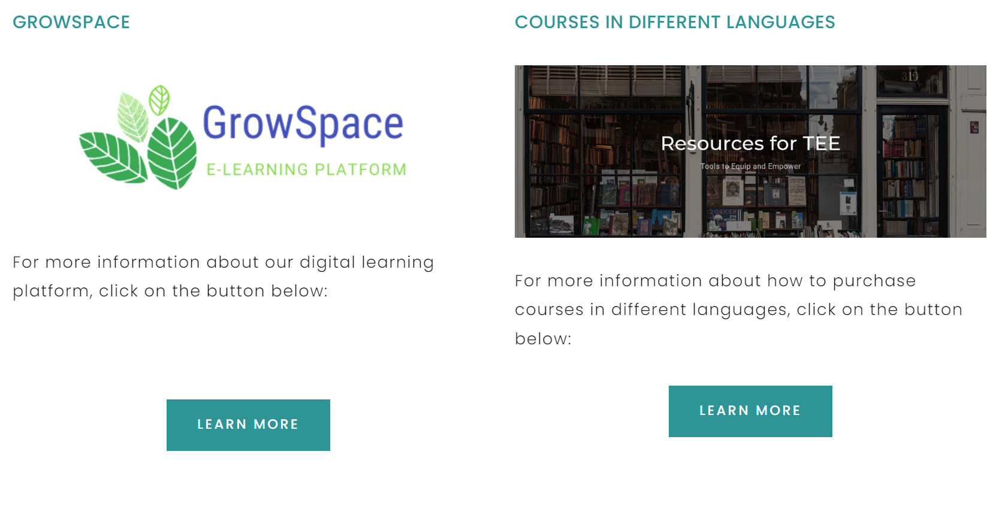 GROWSPACE
GrowSpace
E-LEARNING PLATFORM
For more information about our digital learning
platform, click on the button below:
LEARN MORE
COURSES IN DIFFERENT LANGUAGES
319
Resources for TEE
Tools to Equip and Empower
5.
For more information about how to purchase
courses in different languages, click on the button
below:
LEARN MORE